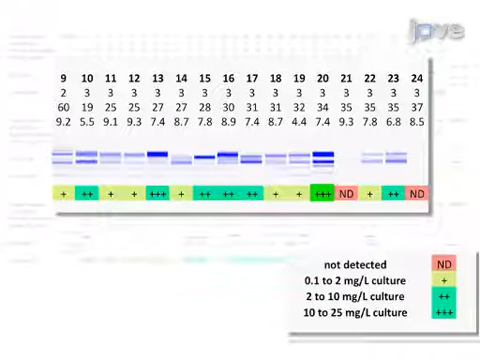 jove
9 10 11 12 13 14 15 16 17 18 19 20 21 22 23 24
2 3 3 3 3 3 3 3 3 3 3 3 3 3 3 3
60 19 25 25 27 27 28 30 31 31 32 34 35 35 35 37
9.2 5.5 9.1 9.3 7.4 8.7 7.8 8.9 7.4 8.7 4.4 7.4 9.3 7.8 6.8 8.5
+ ++ + + +++ + ++ ++ ++ + + +++ ND + ++ ND
not detected ND
0.1 to 2 mg/L culture +
2 to 10 mg/L culture ++
10 to 25 mg/L culture +++